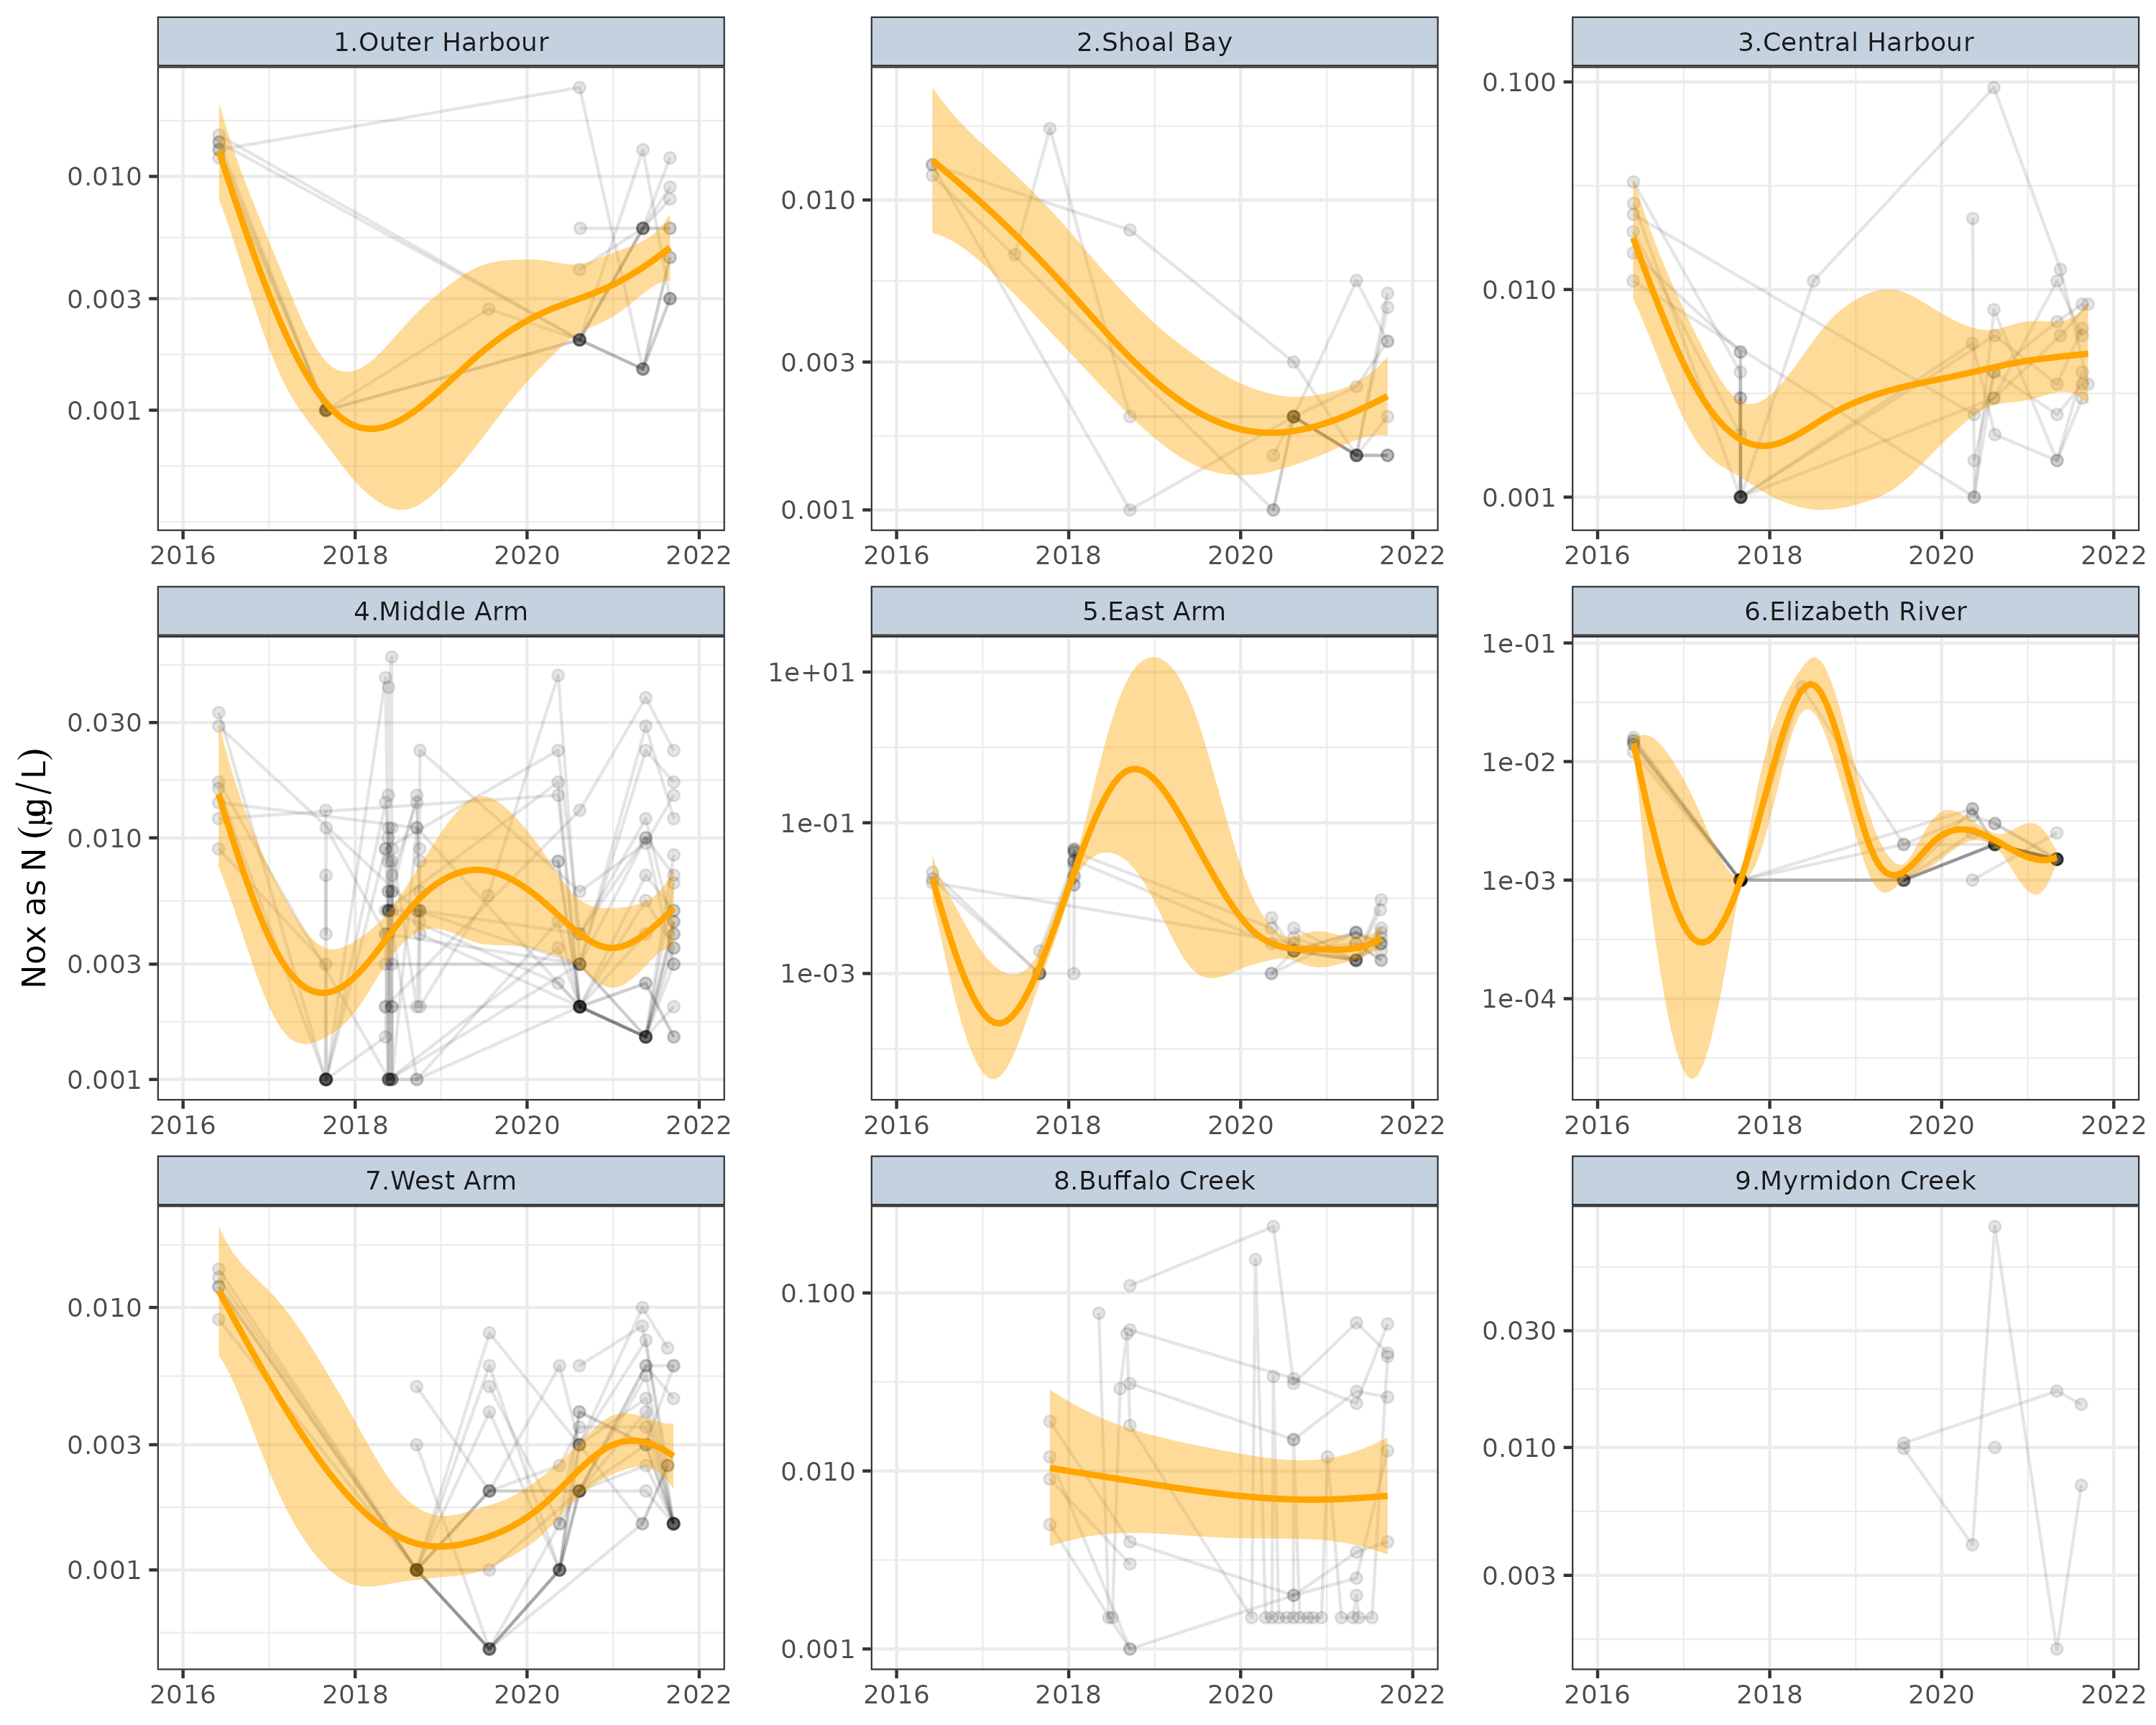 1.Outer Harbour 2.Shoal Bay 3.Central Harbour
0.100
0.010 0.010
0.010
0.003 0.003
0.001 0.001 0.001
2016 2018 2020 2022 2016 2018 2020 2022 2016 2018 2020 2022
4.Middle Arm 5.East Arm 6.Elizabeth River
1e-01
1e+01
0.030
1e-02
0.010 1e-01
1e-03
0.003 1e-03
1e-04
0.001
2016 2018 2020 2022 2016 2018 2020 2022 2016 2018 2020 2022
Nox as N (µg/L)
7.West Arm 8.Buffalo Creek 9.Myrmidon Creek
0.010 0.100 0.030
0.003 0.010 0.010
0.001 0.001 0.003
2016 2018 2020 2022 2016 2018 2020 2022 2016 2018 2020 2022